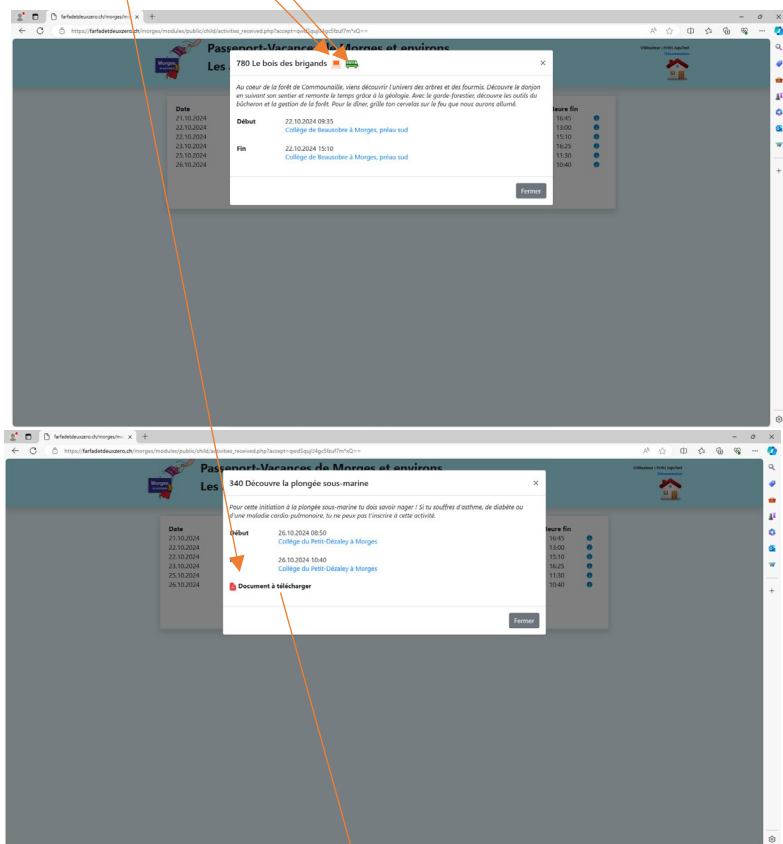 farfadetdeuxzero.ch/morges/mo
https://farfadetdeuxzero.ch/morges/modules/public/child/activities_received.php?accept=
Passeport-Vacances de Morges et environs
Les
Morges
780 Le bois des brigands
Au coeur de la forêt de Communaille, viens découvrir l'univers des arbres et des fourmis. Découvre le donjon
en suivant son sentier et remonte le temps grâce à la géologie. Avec le garde-forestier, découvre les outils du
bûcheron et la gestion de la forêt. Pour le dîner, grille ton cervelas sur le feu que nous aurons allumé.
Début 22.10.2024 09:35
Collège de Beausobre à Morges, préau sud
Fin 22.10.2024 15:10
Collège de Beausobre à Morges, préau sud
Fermer
Date heure fin
21.10.2024 16:45
22.10.2024 13:00
22.10.2024 15:10
23.10.2024 16:25
25.10.2024 11:30
26.10.2024 10:40
farfadetdeuxzero.ch/morges/mo
https://farfadetdeuxzero.ch/morges/modules/public/child/activities_received.php?accept=
Passeport-Vacances de Morges et environs
Les
Morges
340 Découvre la plongée sous-marine
Pour cette initiation à la plongée sous-marine tu dois savoir nager ! Si tu souffres d'asthme, de diabète ou
d'une maladie cardio-pulmonaire, tu ne peux pas t'inscrire à cette activité.
Début 26.10.2024 08:50
Collège du Petit-Dézaley à Morges
26.10.2024 10:40
Collège du Petit-Dézaley à Morges
Document à télécharger
Fermer
Date heure fin
21.10.2024 16:45
22.10.2024 13:00
22.10.2024 15:10
23.10.2024 16:25
25.10.2024 11:30
26.10.2024 10:40